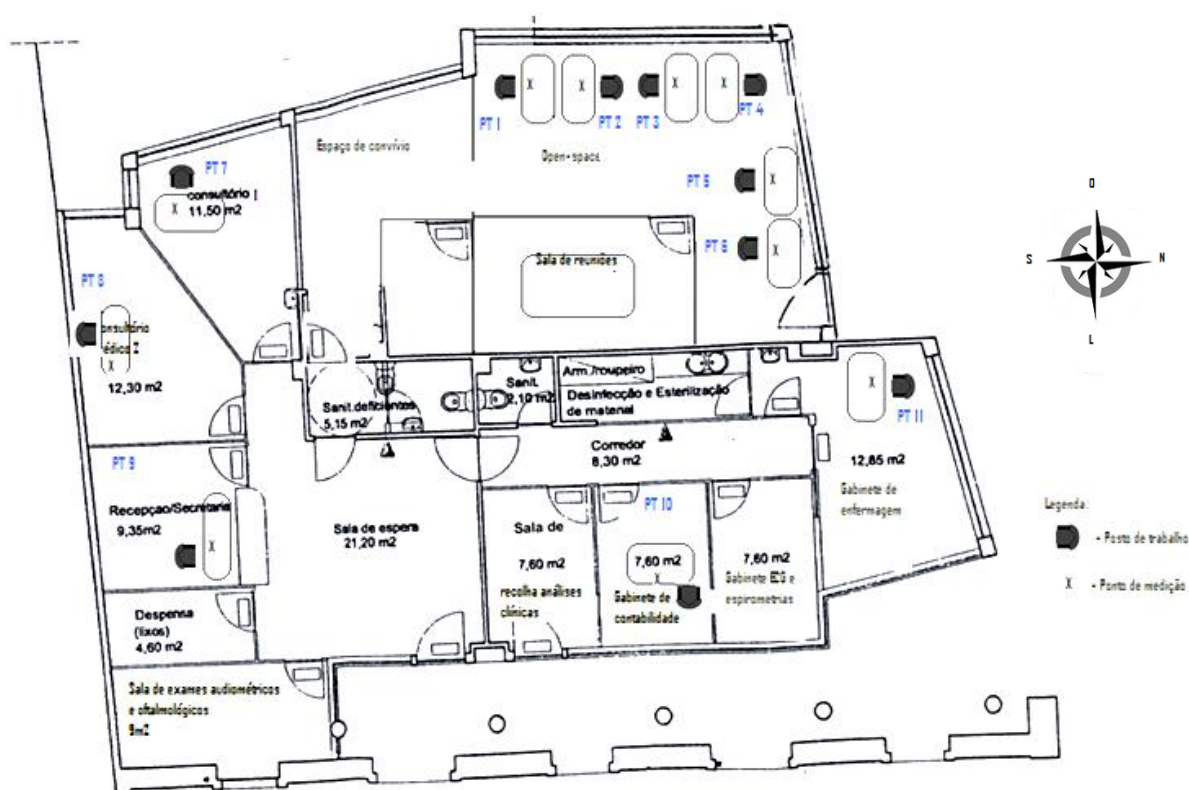 PT 1
PT 2
PT 3
PT 4
Espaço de convívio
Open-space
PT 7
consultório I
11,50 m2
PT 5
PT 6
Sala de reuniões
O
S
N
L
PT 8
consultório
médico 2
12,30 m2
Sanit.deficientes
5,15 m2
Sanit.
2,10 m2
Arm./roupeiro
Desinfecção e Esterilização
de material
PT 11
12,85 m2
Gabinete de
enfermagem
Corredor
8,30 m2
PT 9
Recepção/Secretaria
9,35m2
Sala de espera
21,20 m2
Sala de
7,60 m2
recolha análises
clínicas
PT 10
7,60 m2
Gabinete de
contabilidade
7,60 m2
Gabinete ECG e
espirometrias
Despensa
(lixos)
4,60 m2
Sala de exames audiométricos
e oftalmológicos
9m2
Legenda:
- Posto de trabalho
X - Ponto de medição